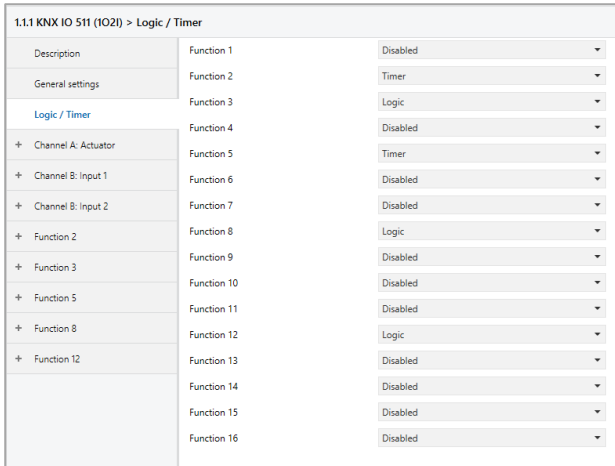 1.1.1 KNX IO 511 (1O2I) > Logic / Timer
Description
General settings
Logic / Timer
+ Channel A: Actuator
+ Channel B: Input 1
+ Channel B: Input 2
+ Function 2
+ Function 3
+ Function 5
+ Function 8
+ Function 12
Function 1 Disabled
Function 2 Timer
Function 3 Logic
Function 4 Disabled
Function 5 Timer
Function 6 Disabled
Function 7 Disabled
Function 8 Logic
Function 9 Disabled
Function 10 Disabled
Function 11 Disabled
Function 12 Logic
Function 13 Disabled
Function 14 Disabled
Function 15 Disabled
Function 16 Disabled